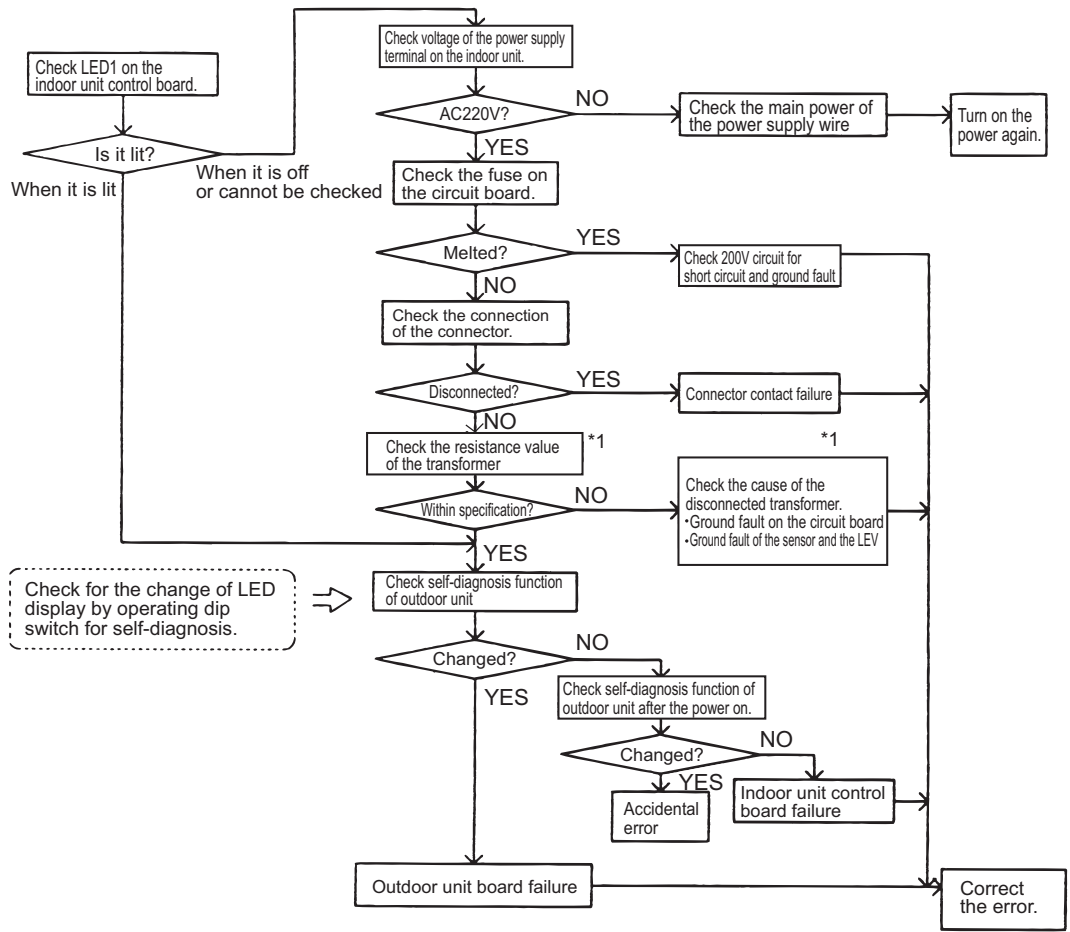 Check LED1 on the
indoor unit control board.
Is it lit?
When it is lit
When it is off
or cannot be checked
Check voltage of the power supply
terminal on the indoor unit.
AC220V?
NO
Check the main power of
the power supply wire
Turn on the
power again.
YES
Check the fuse on
the circuit board.
Melted?
YES
Check 200V circuit for
short circuit and ground fault
NO
Check the connection
of the connector.
Disconnected?
YES
Connector contact failure
NO
Check the resistance value
of the transformer
*1
*1
Within specification?
NO
Check the cause of the
disconnected transformer.
•Ground fault on the circuit board
•Ground fault of the sensor and the LEV
YES
Check for the change of LED
display by operating dip
switch for self-diagnosis.
Check self-diagnosis function
of outdoor unit
Changed?
NO
YES
Check self-diagnosis function of
outdoor unit after the power on.
Changed?
NO
YES
Accidental
error
Indoor unit control
board failure
Outdoor unit board failure
Correct
the error.